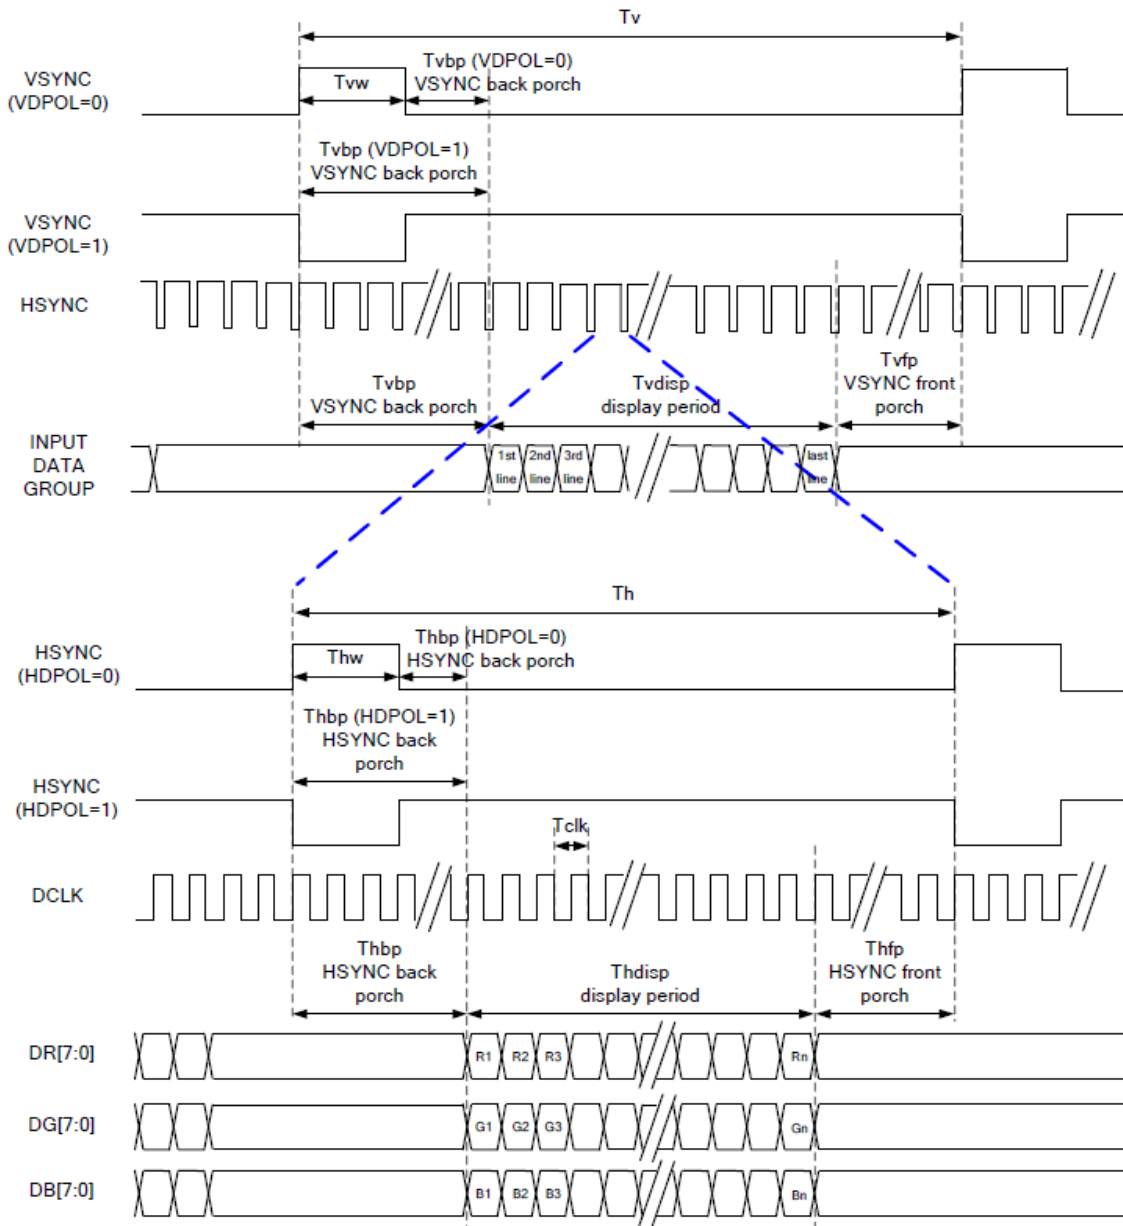 Tv
Tvbp (VDPOL=0)
VSYNC back porch
VSYNC
(VDPOL=0)
Tvw
Tvbp (VDPOL=1)
VSYNC back porch
VSYNC
(VDPOL=1)
HSYNC
Tvbp
VSYNC back porch
Tvdisp
display period
Tvfp
VSYNC front
porch
INPUT
DATA
GROUP
1st
line
2nd
line
3rd
line
last
line
Th
HSYNC
(HDPOL=0)
Thw
Thbp (HDPOL=0)
HSYNC back porch
Thbp (HDPOL=1)
HSYNC back
porch
HSYNC
(HDPOL=1)
Tclk
DCLK
Thbp
HSYNC back
porch
Thdisp
display period
Thfp
HSYNC front
porch
DR[7:0]
R1 R2 R3 Rn
DG[7:0]
G1 G2 G3 Gn
DB[7:0]
B1 B2 B3 Bn